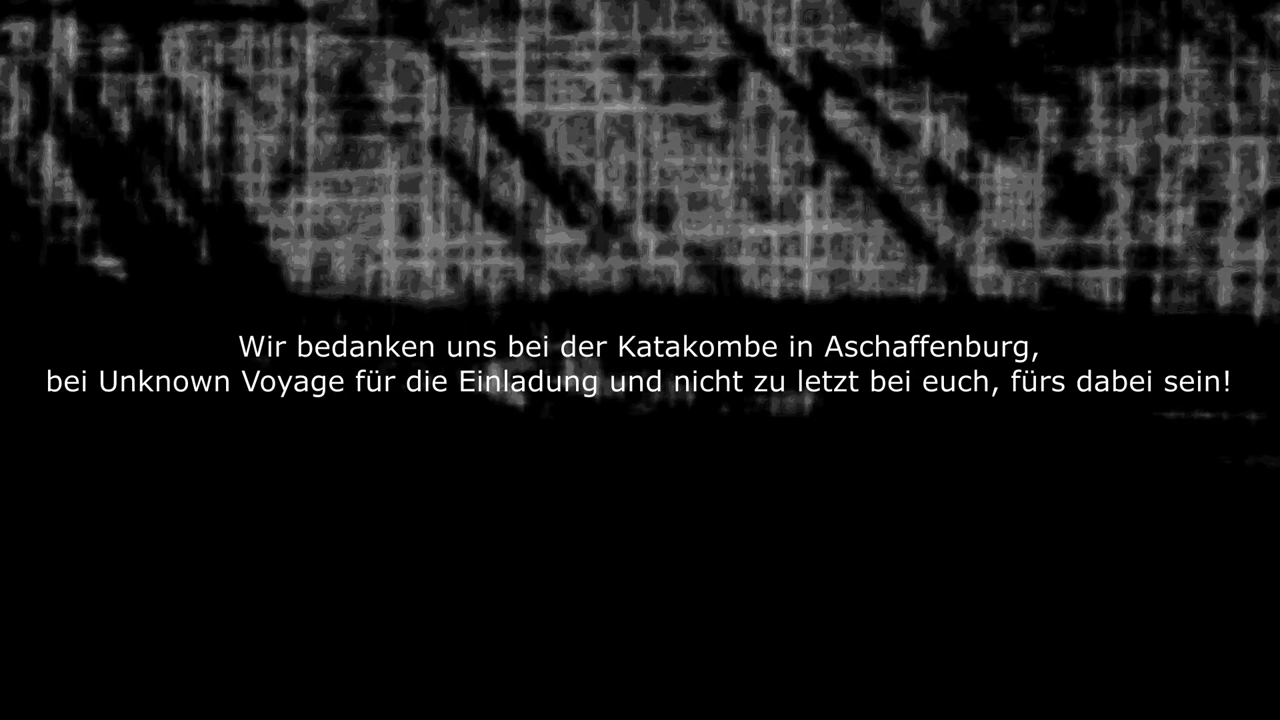 Wir bedanken uns bei der Katakombe in Aschaffenburg,
bei Unknown Voyage für die Einladung und nicht zu letzt bei euch, fürs dabei sein!